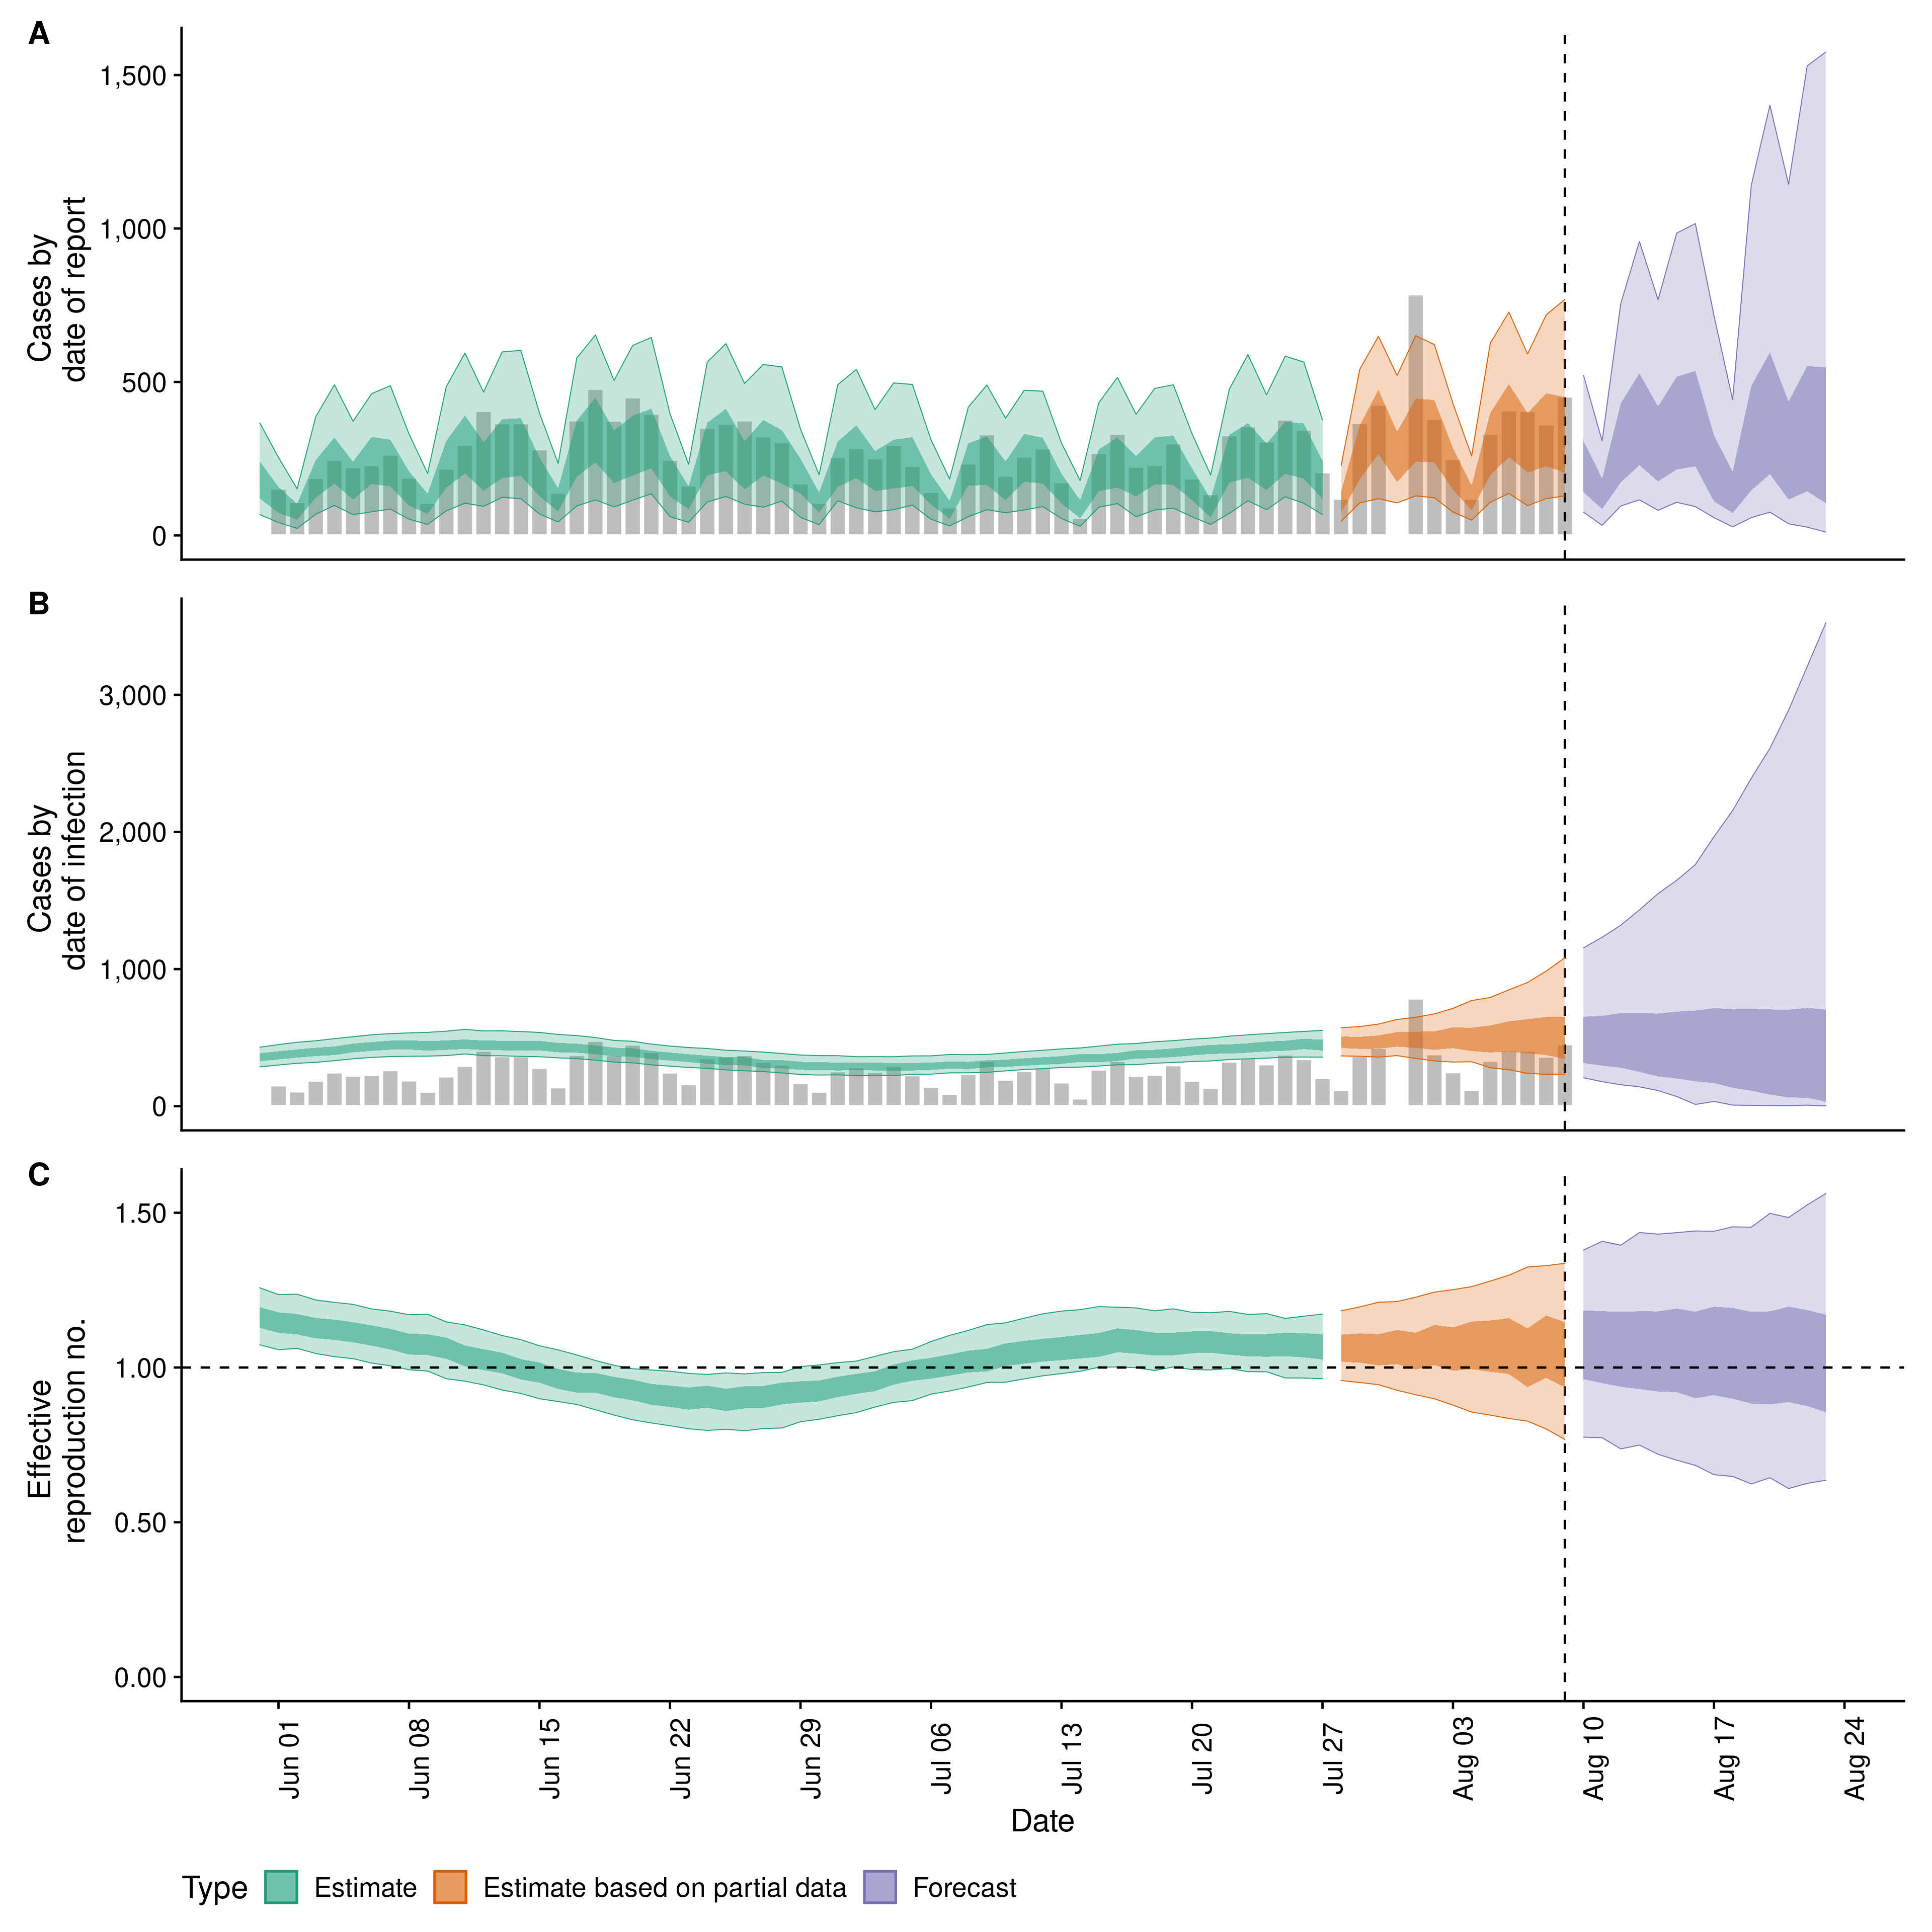 A
Cases by
date of report
1,500
1,000
500
0
B
Cases by
date of infection
3,000
2,000
1,000
0
C
Effective
reproduction no.
1.50
1.00
0.50
0.00
Jun 01
Jun 08
Jun 15
Jun 22
Jun 29
Jul 06
Jul 13
Jul 20
Jul 27
Aug 03
Aug 10
Aug 17
Aug 24
Date
Type Estimate Estimate based on partial data Forecast